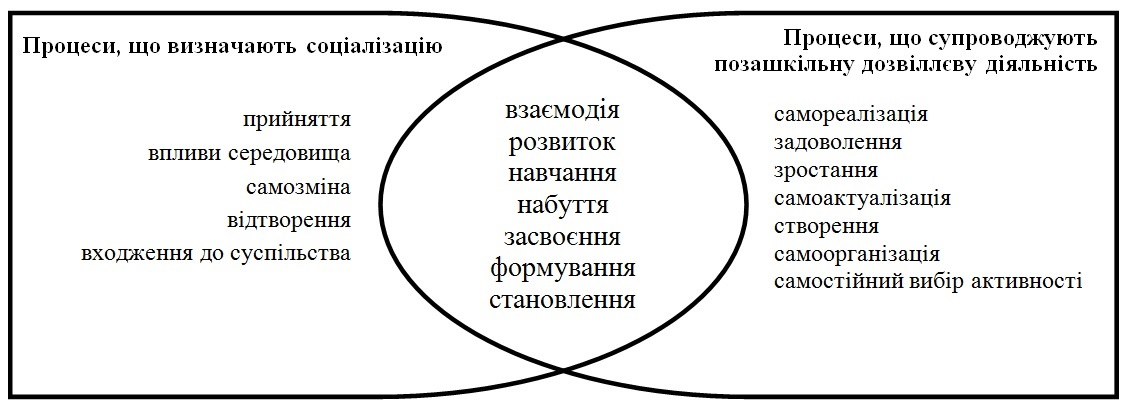 Процеси, що визначають соціалізацію
прийняття
впливи середовища
самозміна
відтворення
входження до суспільства
взаємодія
розвиток
навчання
набуття
засвоєння
формування
становлення
Процеси, що супроводжують
позашкільну дозвіллєву діяльність
самореалізація
задоволення
зростання
самоактуалізація
створення
самоорганізація
самостійний вибір активності